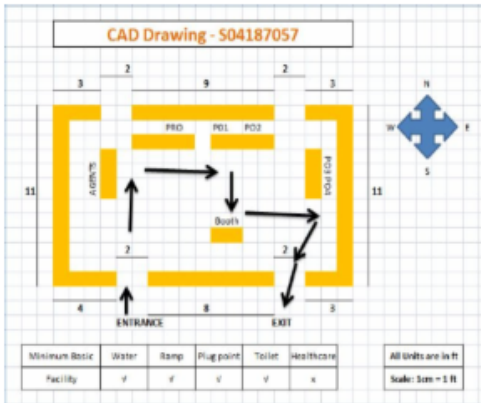 CAD Drawing - S04187057
2 2
3 9 3
N
W E
S
PRO PO1 PO2
AGENTS
PO3 PO4
11 11
Booth
2 2
4 8 3
ENTRANCE EXIT
Minimum Basic Water Ramp Plug point Toilet Healthcare
Facility √ √ √ √ x
All Units are in ft
Scale: 1cm = 1 ft